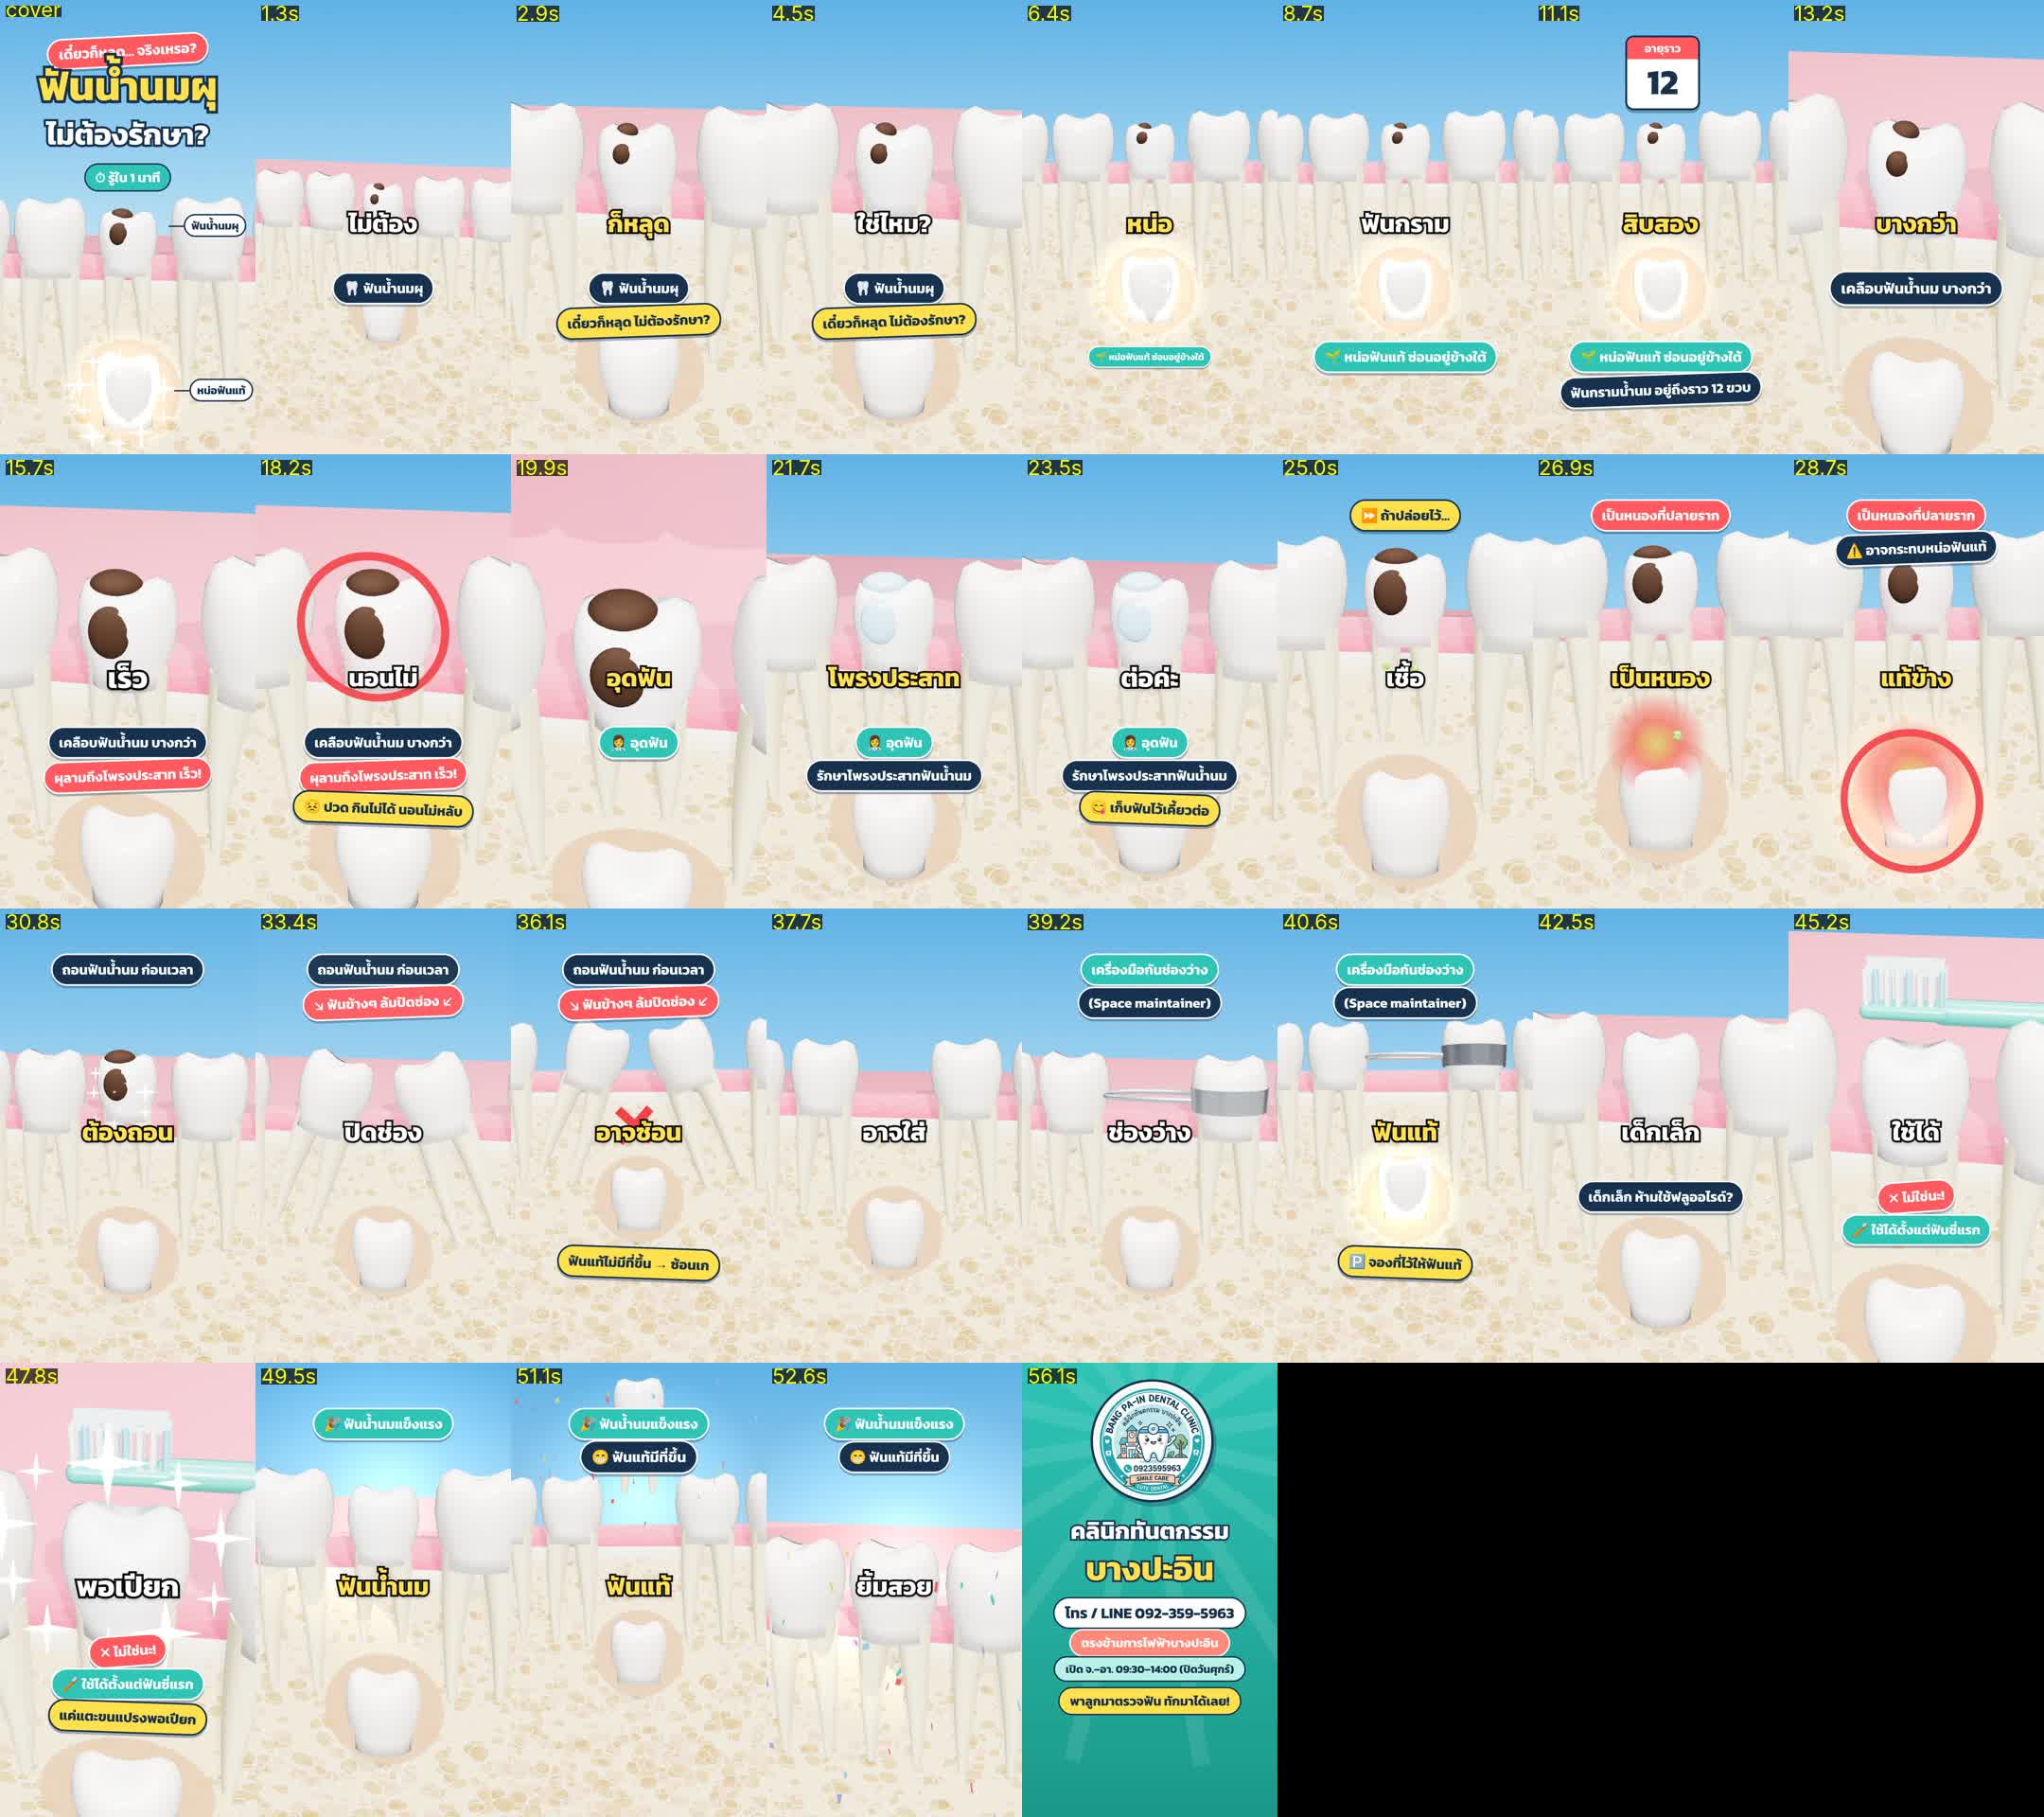 cover
เดี๋ยวก็หลุด... จริงเหรอ?
ฟันน้ำนมผุ
ไม่ต้องรักษา?
⏱ รู้ใน 1 นาที
ฟันน้ำนมผุ
หน่อฟันแท้
1.3s
ไม่ต้อง
ฟันน้ำนมผุ
2.9s
ก็หลุด
ฟันน้ำนมผุ
เดี๋ยวก็หลุด ไม่ต้องรักษา?
4.5s
ใช่ไหม?
ฟันน้ำนมผุ
เดี๋ยวก็หลุด ไม่ต้องรักษา?
6.4s
หน่อ
หน่อฟันแท้ ซ่อนอยู่ข้างใต้
8.7s
ฟันกราม
หน่อฟันแท้ ซ่อนอยู่ข้างใต้
11.1s
อายุราว
12
สิบสอง
หน่อฟันแท้ ซ่อนอยู่ข้างใต้
ฟันกรามน้ำนม อยู่ถึงราว 12 ขวบ
13.2s
บางกว่า
เคลือบฟันน้ำนม บางกว่า
15.7s
เร็ว
เคลือบฟันน้ำนม บางกว่า
ผุลามถึงโพรงประสาท เร็ว!
18.2s
นอนไม่
เคลือบฟันน้ำนม บางกว่า
ผุลามถึงโพรงประสาท เร็ว!
ปวด กินไม่ได้ นอนไม่หลับ
19.9s
อุดฟัน
อุดฟัน
21.7s
โพรงประสาท
อุดฟัน
รักษาโพรงประสาทฟันน้ำนม
23.5s
ต่อค่ะ
อุดฟัน
รักษาโพรงประสาทฟันน้ำนม
เก็บฟันไว้เคี้ยวต่อ
25.0s
ถ้าปล่อยไว้...
เชื้อ
26.9s
เป็นหนองที่ปลายราก
เป็นหนอง
28.7s
เป็นหนองที่ปลายราก
อาจกระทบหน่อฟันแท้
แท้ข้าง
30.8s
ถอนฟันน้ำนม ก่อนเวลา
ต้องถอน
33.4s
ถอนฟันน้ำนม ก่อนเวลา
↘ ฟันข้างๆ ล้มปิดช่อง ↙
ปิดช่อง
36.1s
ถอนฟันน้ำนม ก่อนเวลา
↘ ฟันข้างๆ ล้มปิดช่อง ↙
อาจซ้อน
ฟันแท้ไม่มีที่ขึ้น → ซ้อนเก
37.7s
อาจใส่
39.2s
เครื่องมือกันช่องว่าง
(Space maintainer)
ช่องว่าง
40.6s
เครื่องมือกันช่องว่าง
(Space maintainer)
ฟันแท้
🅿 จองที่ไว้ให้ฟันแท้
42.5s
เด็กเล็ก
เด็กเล็ก ห้ามใช้ฟลูออไรด์?
45.2s
ใช้ได้
✕ ไม่ใช่นะ!
ใช้ได้ตั้งแต่ฟันซี่แรก
47.8s
พอเปียก
✕ ไม่ใช่นะ!
ใช้ได้ตั้งแต่ฟันซี่แรก
แค่แตะขนแปรงพอเปียก
49.5s
ฟันน้ำนมแข็งแรง
ฟันน้ำนม
51.1s
ฟันน้ำนมแข็งแรง
ฟันแท้มีที่ขึ้น
ฟันแท้
52.6s
ฟันน้ำนมแข็งแรง
ฟันแท้มีที่ขึ้น
ยิ้มสวย
56.1s
BANG PA-IN DENTAL CLINIC
คลินิกทันตกรรม บางปะอิน
0923595963
SMILE CARE
CUTE DENTAL
คลินิกทันตกรรม
บางปะอิน
โทร / LINE 092-359-5963
ตรงข้ามการไฟฟ้าบางปะอิน
เปิด จ.–อา. 09:30–14:00 (ปิดวันศุกร์)
พาลูกมาตรวจฟัน ทักมาได้เลย!